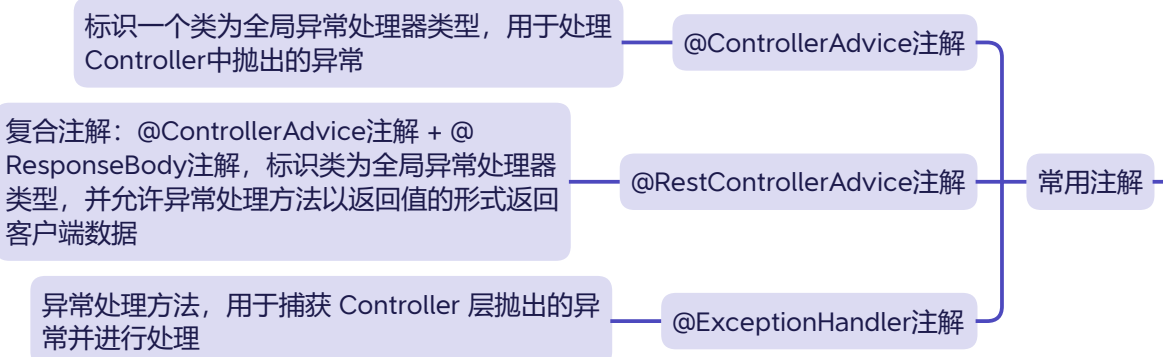 标识一个类为全局异常处理器类型，用于处理
Controller中抛出的异常
@ControllerAdvice注解
复合注解：@ControllerAdvice注解 + @
ResponseBody注解，标识类为全局异常处理器
类型，并允许异常处理方法以返回值的形式返回
客户端数据
@RestControllerAdvice注解
常用注解
异常处理方法，用于捕获 Controller 层抛出的异
常并进行处理
@ExceptionHandler注解